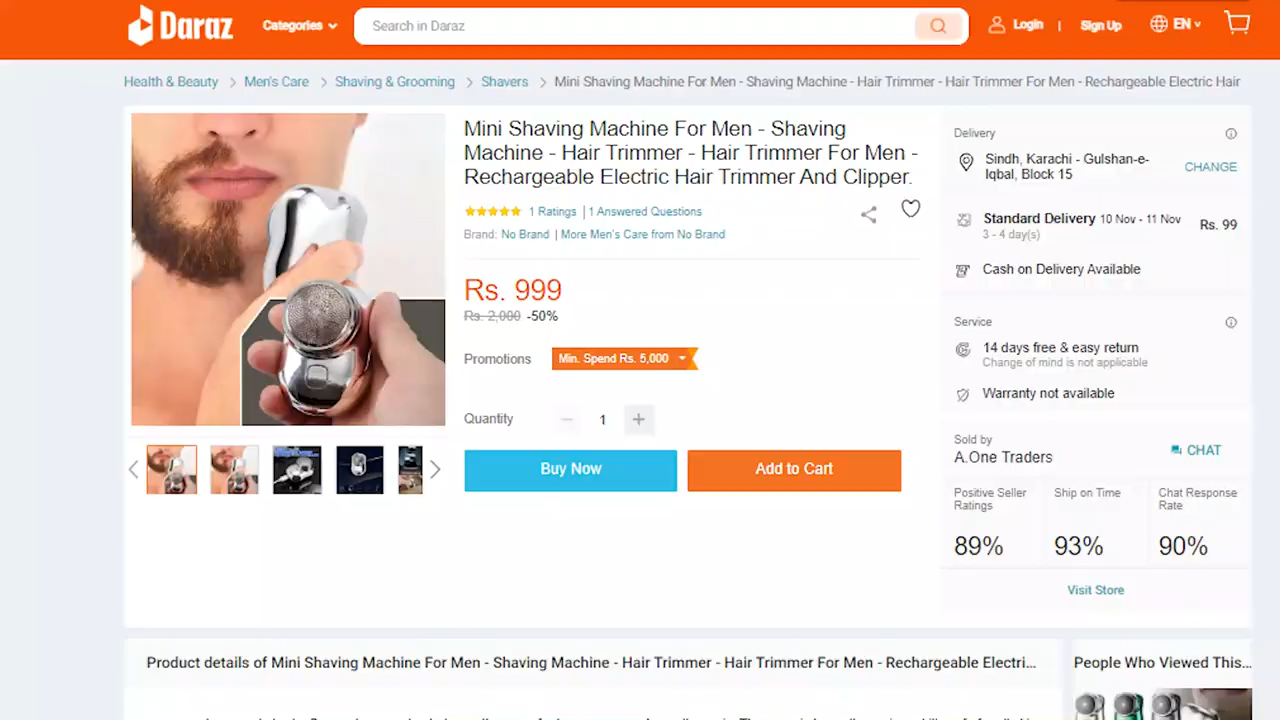 Daraz
Categories
Search in Daraz
Login
|
Sign Up
EN
Health & Beauty
Men's Care
Shaving & Grooming
Shavers
Mini Shaving Machine For Men - Shaving Machine - Hair Trimmer - Hair Trimmer For Men - Rechargeable Electric Hair
Mini Shaving Machine For Men - Shaving
Machine - Hair Trimmer - Hair Trimmer For Men -
Rechargeable Electric Hair Trimmer And Clipper.
1 Ratings | 1 Answered Questions
Brand: No Brand | More Men's Care from No Brand
Rs. 999
Rs. 2,000 -50%
Promotions
Min. Spend Rs. 5,000
Quantity
1
Buy Now
Add to Cart
Delivery
Sindh, Karachi - Gulshan-e-
Iqbal, Block 15
CHANGE
Standard Delivery 10 Nov - 11 Nov
3 - 4 day(s)
Rs. 99
Cash on Delivery Available
Service
14 days free & easy return
Change of mind is not applicable
Warranty not available
Sold by
A.One Traders
CHAT
Positive Seller
Ratings
89%
Ship on Time
93%
Chat Response
Rate
90%
Visit Store
Product details of Mini Shaving Machine For Men - Shaving Machine - Hair Trimmer - Hair Trimmer For Men - Rechargeable Electri...
People Who Viewed This...